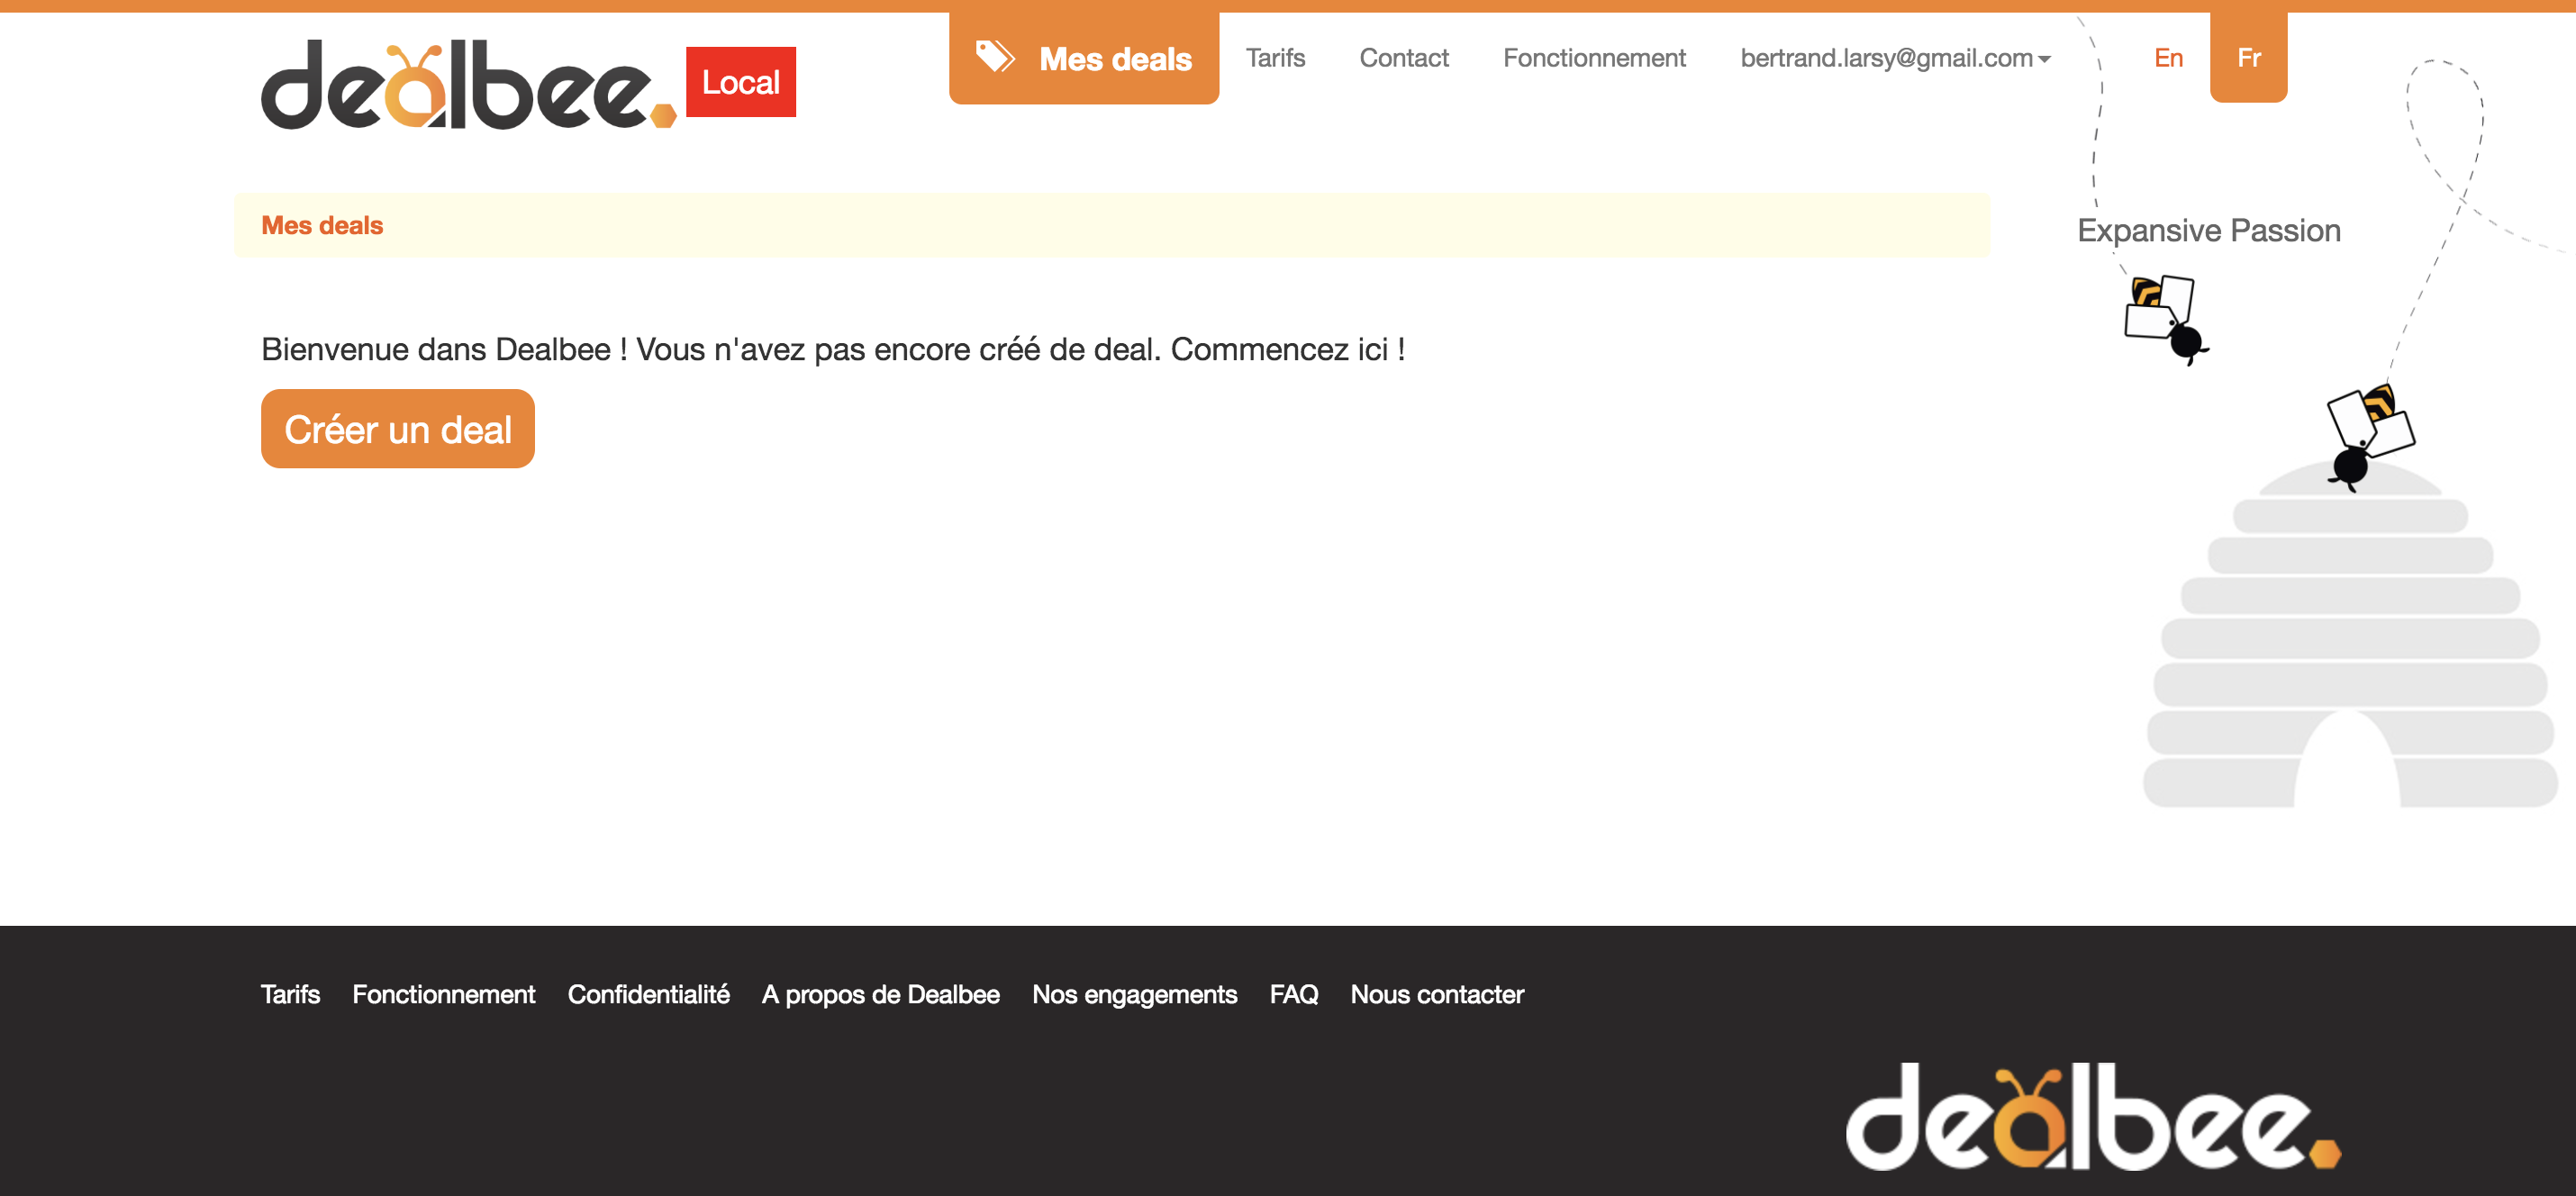 dealbee. Local
Mes deals Tarifs Contact Fonctionnement bertrand.larsy@gmail.com En Fr
Mes deals
Expansive Passion
Bienvenue dans Dealbee ! Vous n'avez pas encore créé de deal. Commencez ici !
Créer un deal
Tarifs Fonctionnement Confidentialité A propos de Dealbee Nos engagements FAQ Nous contacter
dealbee.